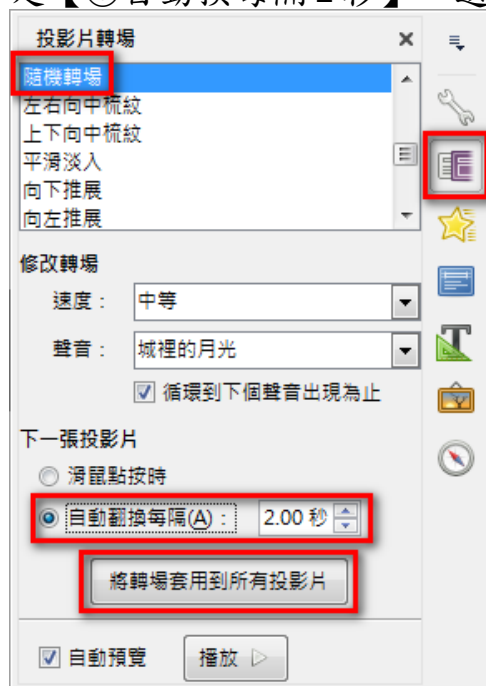 投影片轉場
隨機轉場
左右向中梳紋
上下向中梳紋
平滑淡入
向下推展
向左推展
修改轉場
速度： 中等
聲音： 城裡的月光
循環到下個聲音出現為止
下一張投影片
滑鼠點按時
自動翻換每隔(A)： 2.00 秒
將轉場套用到所有投影片
自動預覽 播放